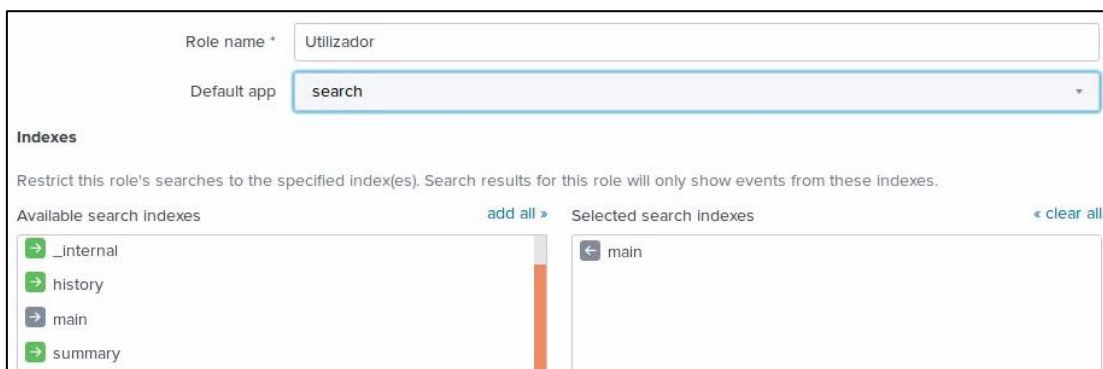 Role name * Utilizador
Default app search
Indexes
Restrict this role's searches to the specified index(es). Search results for this role will only show events from these indexes.
Available search indexes add all » Selected search indexes « clear all
_internal main
history
main
summary